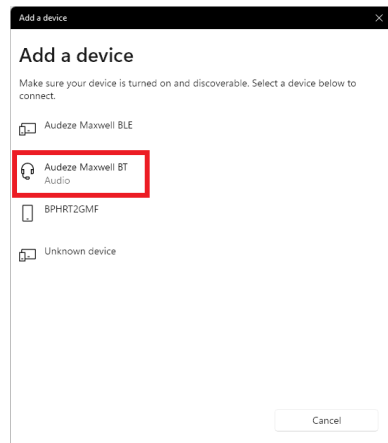 Add a device
Add a device
Make sure your device is turned on and discoverable. Select a device below to
connect.
Audeze Maxwell BLE
Audeze Maxwell BT
Audio
BPHRT2GMF
Unknown device
Cancel